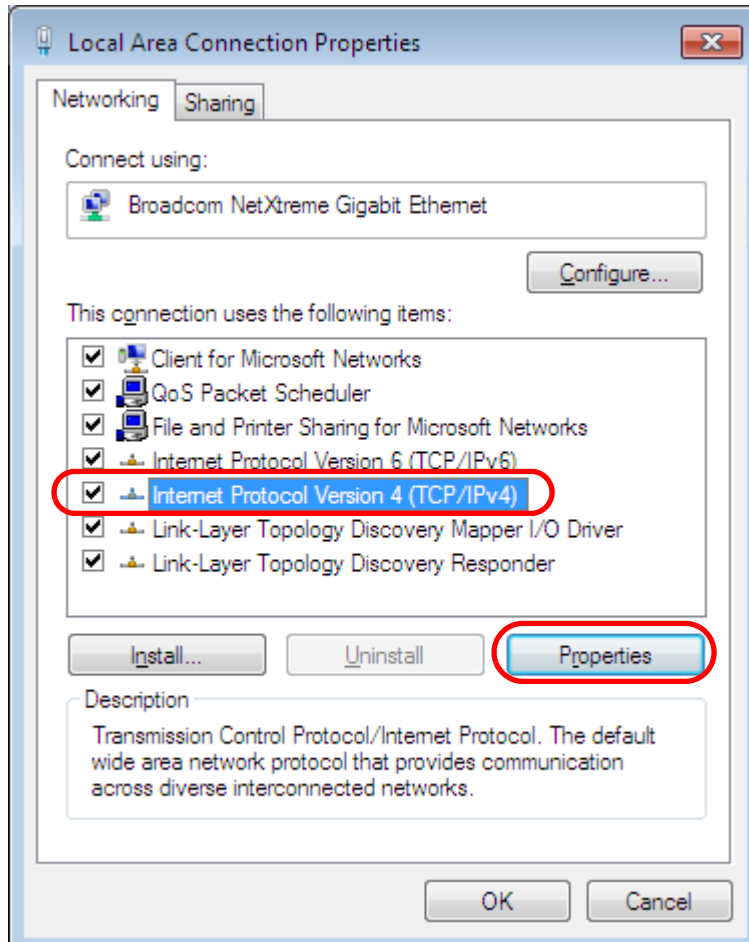 Local Area Connection Properties
Networking
Sharing
Connect using:
Broadcom NetXtreme Gigabit Ethernet
Configure...
This connection uses the following items:
Client for Microsoft Networks
QoS Packet Scheduler
File and Printer Sharing for Microsoft Networks
Internet Protocol Version 6 (TCP/IPv6)
Internet Protocol Version 4 (TCP/IPv4)
Link-Layer Topology Discovery Mapper I/O Driver
Link-Layer Topology Discovery Responder
Install...
Uninstall
Properties
Description
Transmission Control Protocol/Internet Protocol. The default
wide area network protocol that provides communication
across diverse interconnected networks.
OK
Cancel